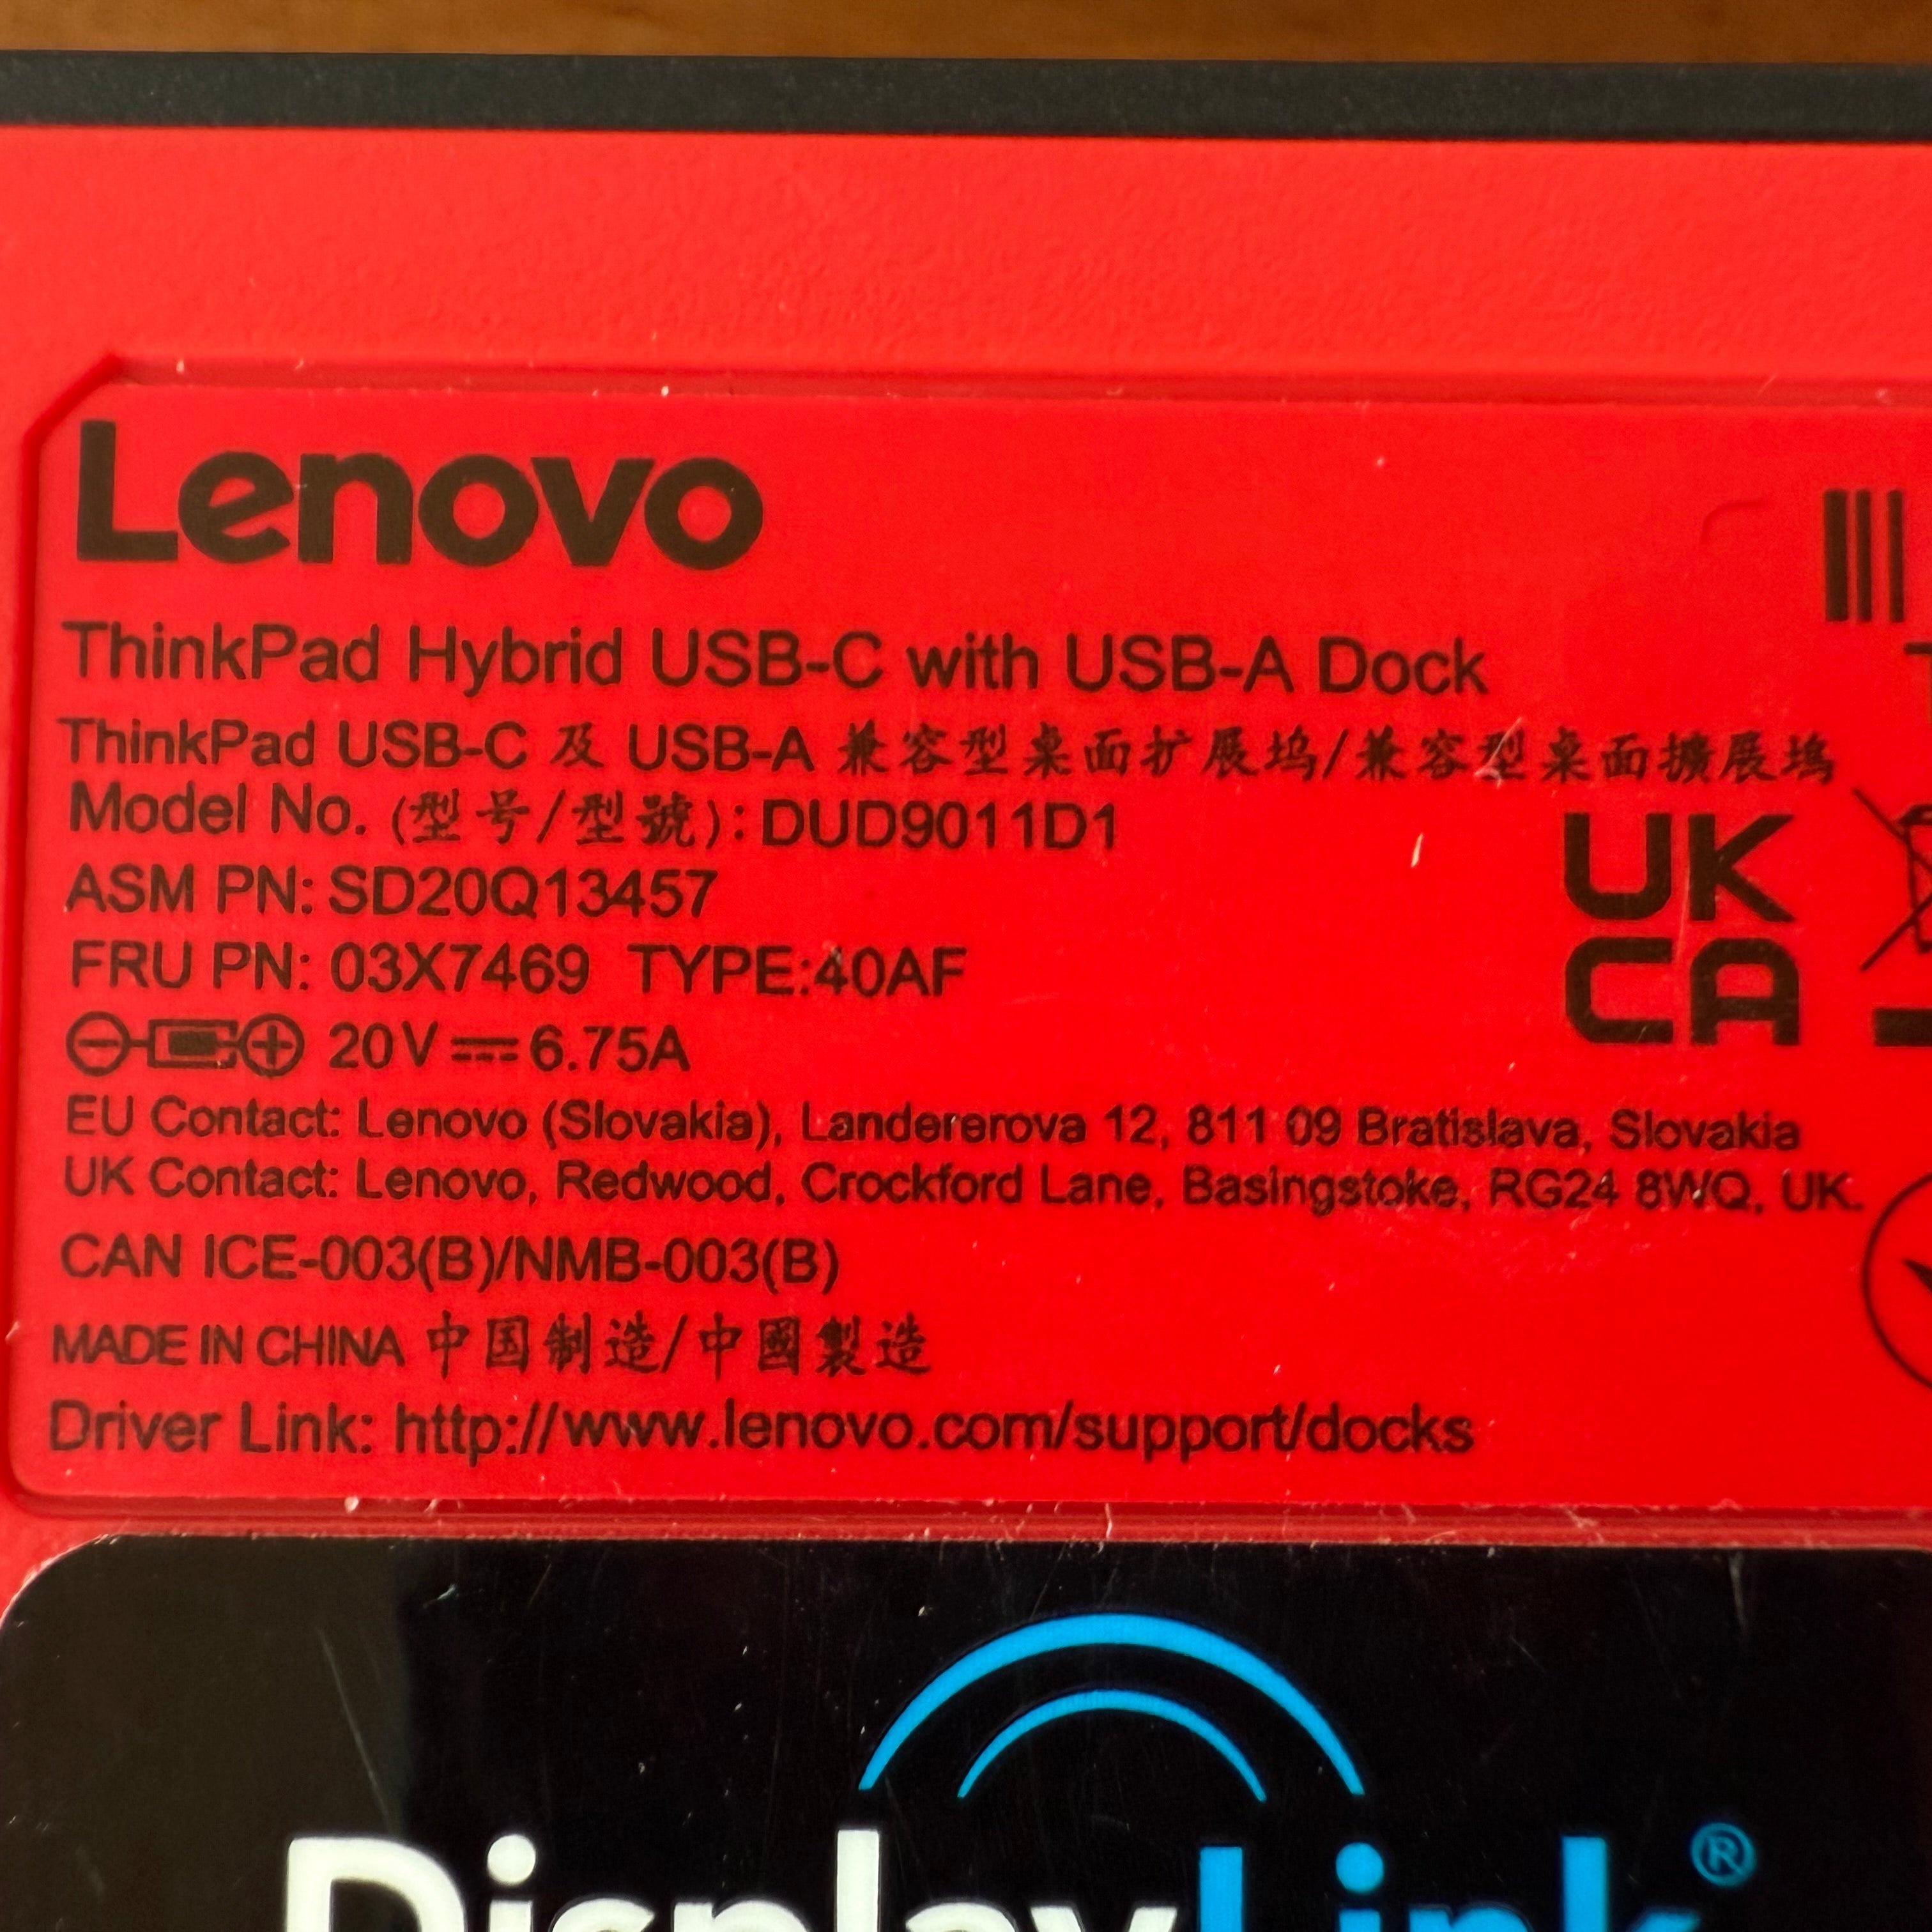 Lenovo
ThinkPad Hybrid USB-C with USB-A Dock
ThinkPad USB-C 及 USB-A 兼容型桌面扩展坞/兼容型桌面擴展塢
Model No. (型号/型號): DUD9011D1
ASM PN: SD20Q13457
FRU PN: 03X7469 TYPE:40AF
20V⎓6.75A
UK
CA
EU Contact: Lenovo (Slovakia), Landererova 12, 811 09 Bratislava, Slovakia
UK Contact: Lenovo, Redwood, Crockford Lane, Basingstoke, RG24 8WQ, UK.
CAN ICE-003(B)/NMB-003(B)
MADE IN CHINA 中国制造/中國製造
Driver Link: http://www.lenovo.com/support/docks
DisplayLink®